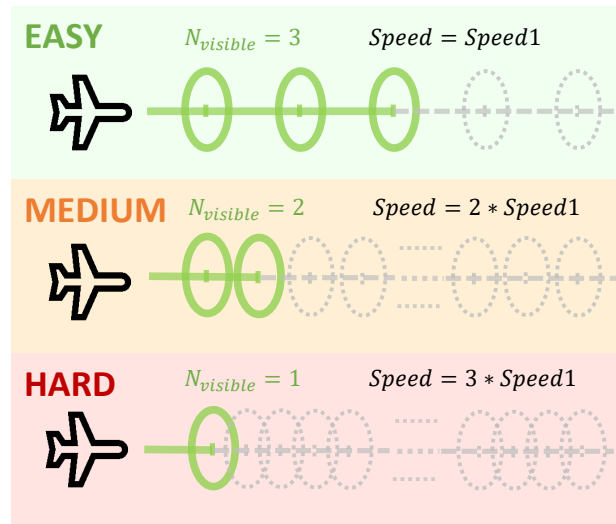 EASY N_visible = 3 Speed = Speed1
MEDIUM N_visible = 2 Speed = 2 * Speed1
HARD N_visible = 1 Speed = 3 * Speed1